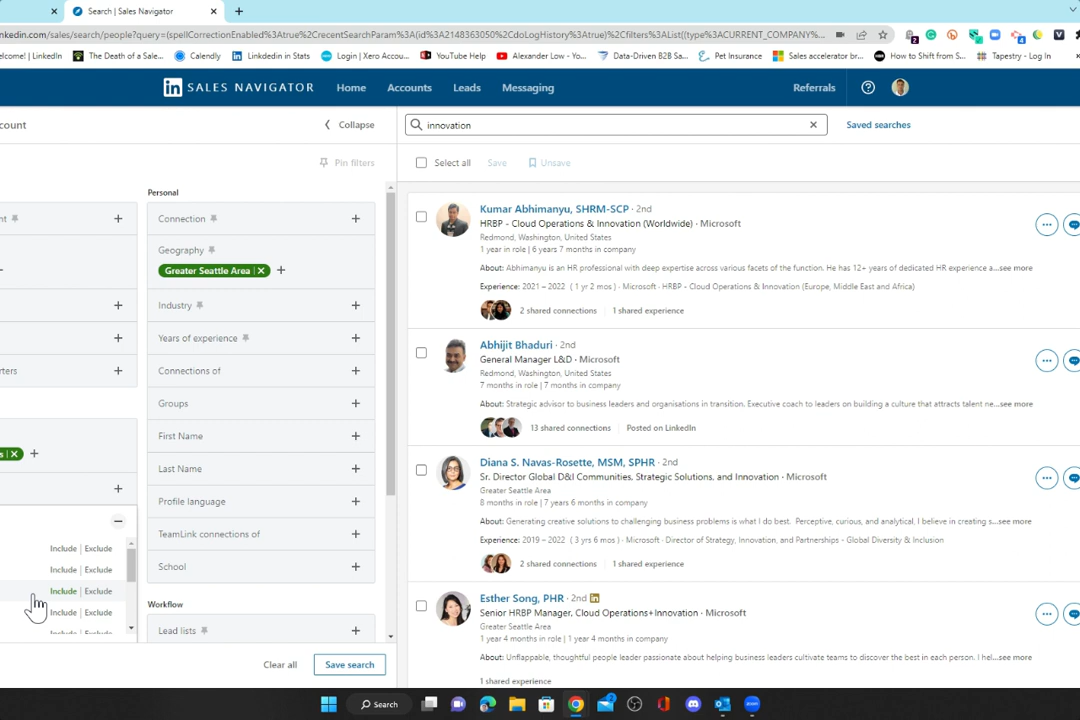 Search | Sales Navigator
nkedin.com/sales/search/people?query=(spellCorrectionEnabled%3Atrue%2CrecentSearchParam%3A(id%3A2148363050%2CdoLogHistory%3Atrue)%2Cfilters%3AList((type%3ACURRENT_COMPANY%...
elcome! | LinkedIn
The Death of a Sale...
Calendly
Linkdedin in Stats
Login | Xero Accou...
YouTube Help
Alexander Low - Yo...
Data-Driven B2B Sa...
Pet Insurance
Sales accelerator br...
How to Shift from S...
Tapestry - Log In
in SALES NAVIGATOR
Home
Accounts
Leads
Messaging
Referrals
count
Collapse
innovation
Saved searches
Pin filters
Select all
Save
Unsave
Personal
nt
Connection
Geography
Greater Seattle Area
Industry
Years of experience
rters
Connections of
Groups
First Name
s
Last Name
Profile language
TeamLink connections of
Include | Exclude
School
Include | Exclude
Include | Exclude
Workflow
Include | Exclude
Include | Exclude
Lead lists
Clear all
Save search
Kumar Abhimanyu, SHRM-SCP · 2nd
HRBP - Cloud Operations & Innovation (Worldwide) · Microsoft
Redmond, Washington, United States
1 year in role | 6 years 7 months in company
About: Abhimanyu is an HR professional with deep expertise across various facets of the function. He has 12+ years of dedicated HR experience a...see more
Experience: 2021 – 2022 ( 1 yr 2 mos ) · Microsoft · HRBP - Cloud Operations & Innovation (Europe, Middle East and Africa)
2 shared connections
1 shared experience
Abhijit Bhaduri · 2nd
General Manager L&D · Microsoft
Redmond, Washington, United States
7 months in role | 7 months in company
About: Strategic advisor to business leaders and organisations in transition. Executive coach to leaders on building a culture that attracts talent ne...see more
13 shared connections
Posted on LinkedIn
Diana S. Navas-Rosette, MSM, SPHR · 2nd
Sr. Director Global D&I Communities, Strategic Solutions, and Innovation · Microsoft
Greater Seattle Area
8 months in role | 7 years 6 months in company
About: Generating creative solutions to challenging business problems is what I do best. Perceptive, curious, and analytical, I believe in creating s...see more
Experience: 2019 – 2022 ( 3 yrs 6 mos ) · Microsoft · Director of Strategy, Innovation, and Partnerships - Global Diversity & Inclusion
2 shared connections
1 shared experience
Esther Song, PHR · 2nd in
Senior HRBP Manager, Cloud Operations+Innovation · Microsoft
Greater Seattle Area
1 year 4 months in role | 1 year 4 months in company
About: Unflappable, thoughtful people leader passionate about helping business leaders cultivate teams to discover the best in each person. I hel...see more
1 shared experience
Search